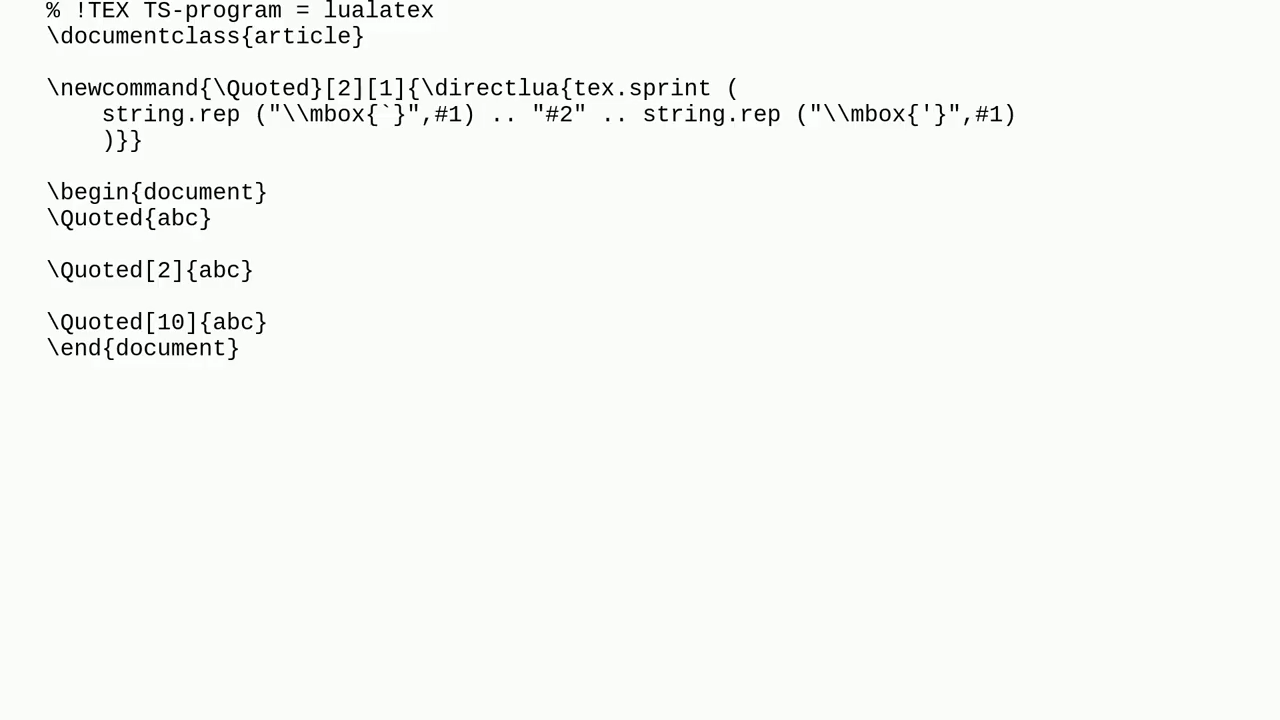 % !TEX TS-program = lualatex
\documentclass{article}

\newcommand{\Quoted}[2][1]{\directlua{tex.sprint (
    string.rep ("\\mbox{`}",#1) .. "#2" .. string.rep ("\\mbox{'}",#1)
    )}}

\begin{document}
\Quoted{abc}

\Quoted[2]{abc}

\Quoted[10]{abc}
\end{document}